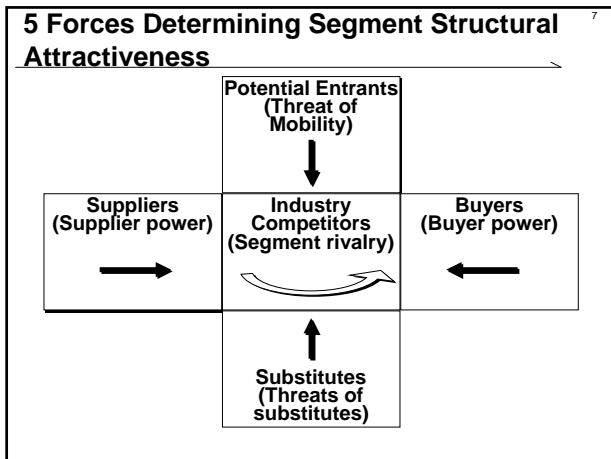 5 Forces Determining Segment Structural
Attractiveness
7
Potential Entrants
(Threat of
Mobility)
Suppliers
(Supplier power)
Industry
Competitors
(Segment rivalry)
Buyers
(Buyer power)
Substitutes
(Threats of
substitutes)